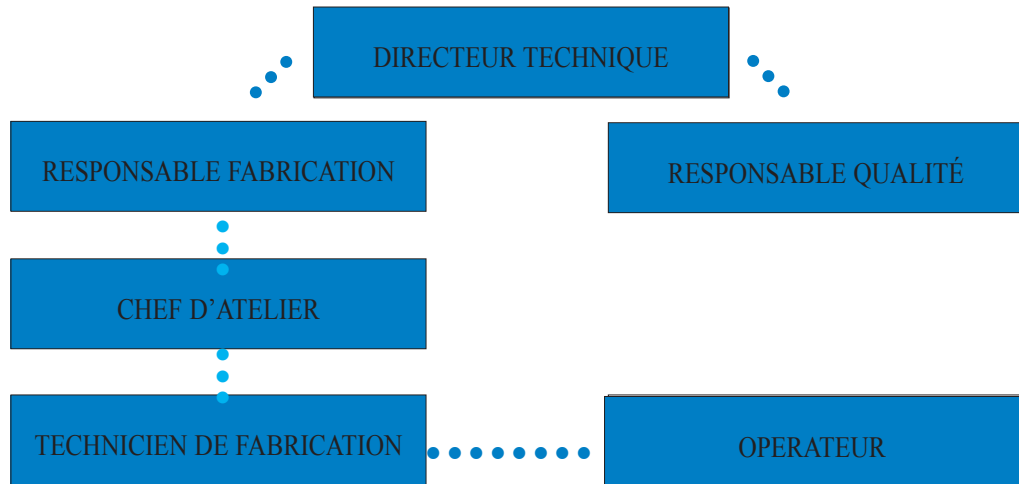 DIRECTEUR TECHNIQUE
RESPONSABLE FABRICATION
RESPONSABLE QUALITÉ
CHEF D’ATELIER
TECHNICIEN DE FABRICATION
OPERATEUR